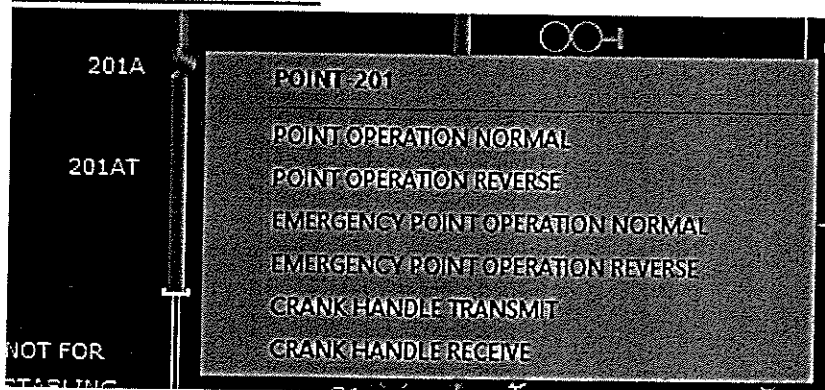 201A
POINT-201
POINT OPERATION NORMAL
201AT
POINT OPERATION REVERSE
EMERGENCY POINT OPERATION NORMAL
EMERGENCY POINT OPERATION REVERSE
CRANK HANDLE TRANSMIT
NOT FOR
CRANK HANDLE RECEIVE
STABLING